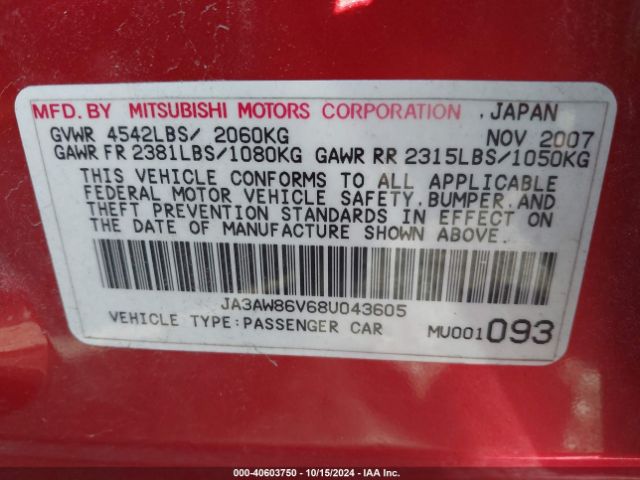 MFD. BY MITSUBISHI MOTORS CORPORATION , JAPAN
GVWR 4542LBS/ 2060KG NOV 2007
GAWR FR 2381LBS/1080KG GAWR RR 2315LBS/1050KG
THIS VEHICLE CONFORMS TO ALL APPLICABLE
FEDERAL MOTOR VEHICLE SAFETY, BUMPER, AND
THEFT PREVENTION STANDARDS IN EFFECT ON
THE DATE OF MANUFACTURE SHOWN ABOVE.
JA3AW86V68U043605
VEHICLE TYPE:PASSENGER CAR MU001093
000-40603750 - 10/15/2024 - IAA, Inc.